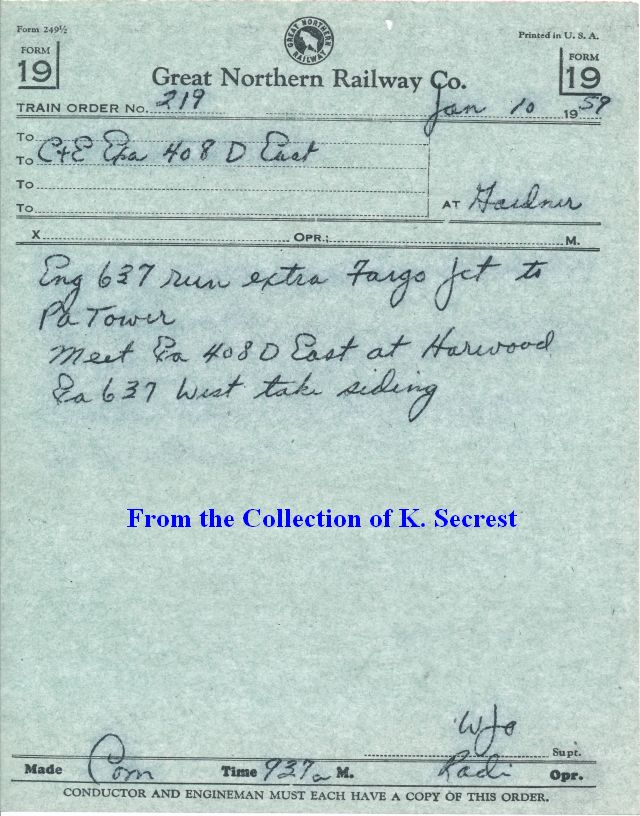 Form 249½
Printed in U. S. A.
GREAT NORTHERN RAILWAY
FORM 19
FORM 19
Great Northern Railway Co.
TRAIN ORDER No. 219 Jan 10 1959
To
To C+E Exa 408 D East
To
To
AT Gardner
X OPR.; M.
Eng 637 run extra Fargo Jct to
Pa Tower
Meet Exa 408 D East at Harwood
Exa 637 West take siding
From the Collection of K. Secrest
WJO
Supt.
Made Com Time 937 a M. Opr.
CONDUCTOR AND ENGINEMAN MUST EACH HAVE A COPY OF THIS ORDER.